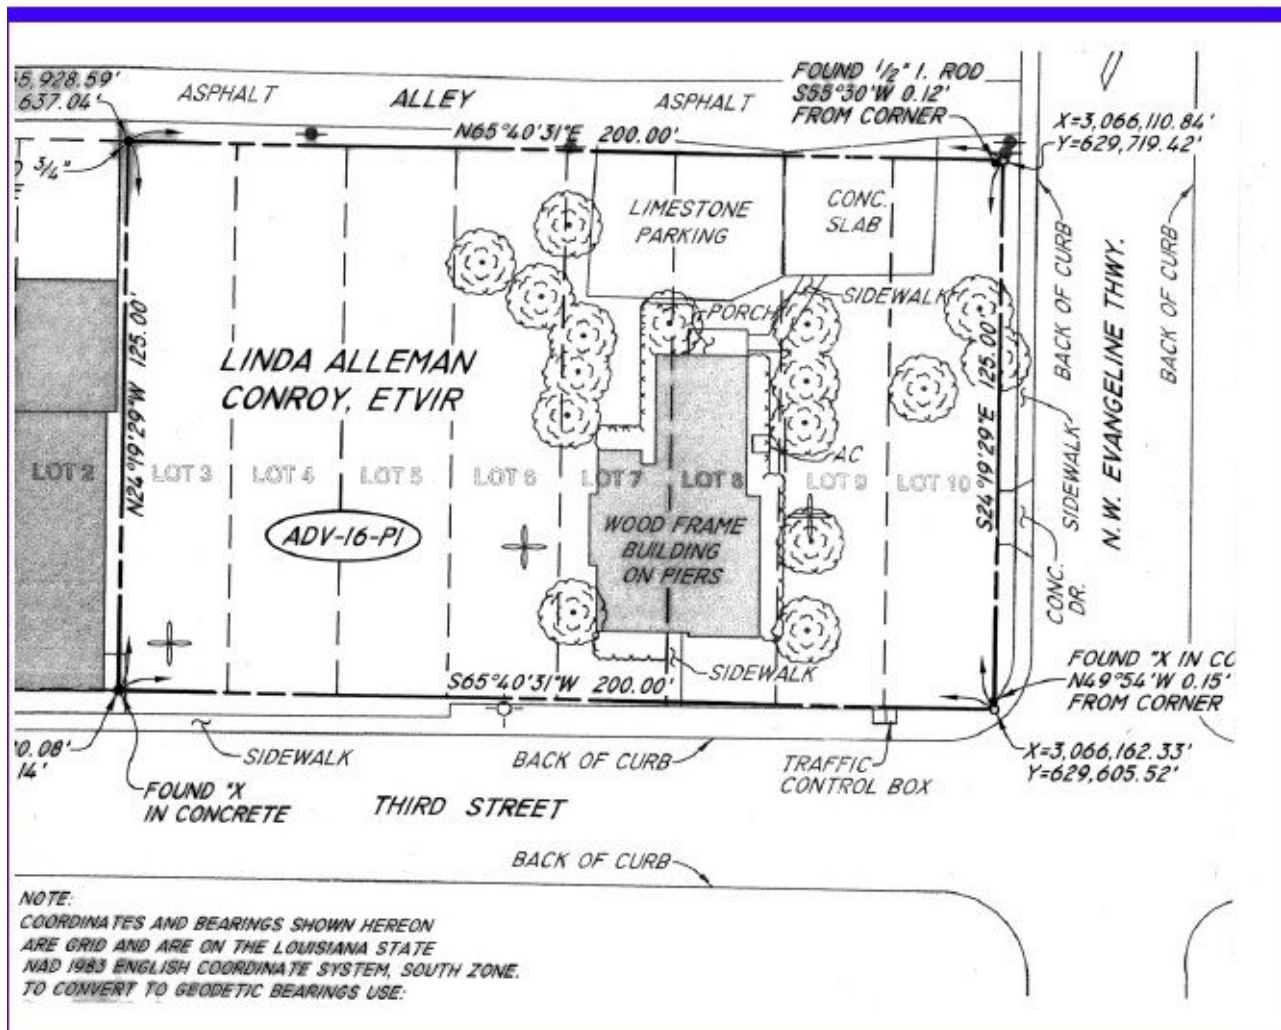 5,928.59'
637.04'
ASPHALT
ALLEY
ASPHALT
FOUND 1/2" I. ROD
S55°30'W 0.12'
FROM CORNER
X=3,066,110.84'
Y=629,719.42'
N65°40'31"E 200.00'
3/4"
LIMESTONE
PARKING
CONC.
SLAB
BACK OF CURB
N.W. EVANGELINE THWY.
BACK OF CURB
SIDEWALK
PORCH
N24°19'29"W 125.00'
LINDA ALLEMAN
CONROY, ETVIR
S24°19'29"E 125.00'
AC
LOT 2
LOT 3
LOT 4
LOT 5
LOT 6
LOT 7
LOT 8
LOT 9
LOT 10
SIDEWALK
ADV-16-P1
WOOD FRAME
BUILDING
ON PIERS
CONC.
DR.
S65°40'31"W 200.00'
SIDEWALK
FOUND "X IN CO
N49°54'W 0.15'
FROM CORNER
0.08'
14'
SIDEWALK
BACK OF CURB
TRAFFIC
CONTROL BOX
X=3,066,162.33'
Y=629,605.52'
FOUND "X
IN CONCRETE
THIRD STREET
BACK OF CURB
NOTE:
COORDINATES AND BEARINGS SHOWN HEREON
ARE GRID AND ARE ON THE LOUISIANA STATE
NAD 1983 ENGLISH COORDINATE SYSTEM, SOUTH ZONE.
TO CONVERT TO GEODETIC BEARINGS USE: